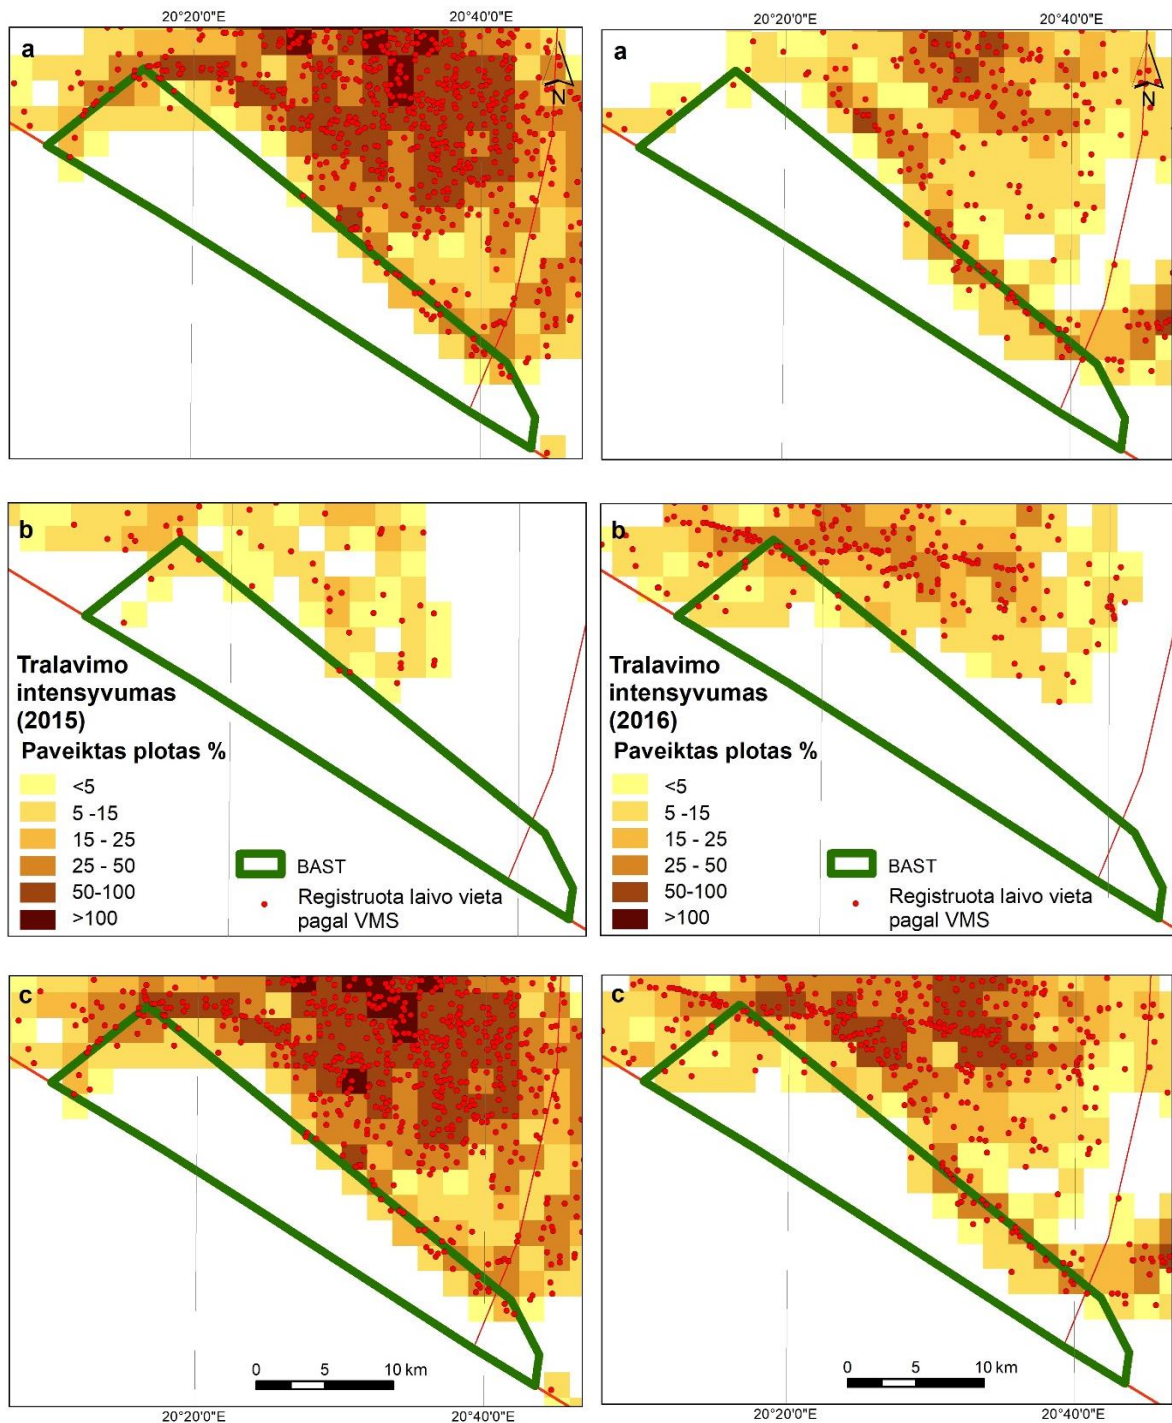 20°20'0"E
20°40'0"E
20°20'0"E
20°40'0"E
a
N
a
N
b
Tralavimo
intensyvumas
(2015)
Paveiktas plotas %
<5
5 -15
15 - 25
25 - 50
50-100
>100
BAST
Registruota laivo vieta
pagal VMS
b
Tralavimo
intensyvumas
(2016)
Paveiktas plotas %
<5
5 -15
15 - 25
25 - 50
50-100
>100
BAST
Registruota laivo vieta
pagal VMS
c
0 5 10 km
20°20'0"E
20°40'0"E
c
0 5 10 km
20°20'0"E
20°40'0"E